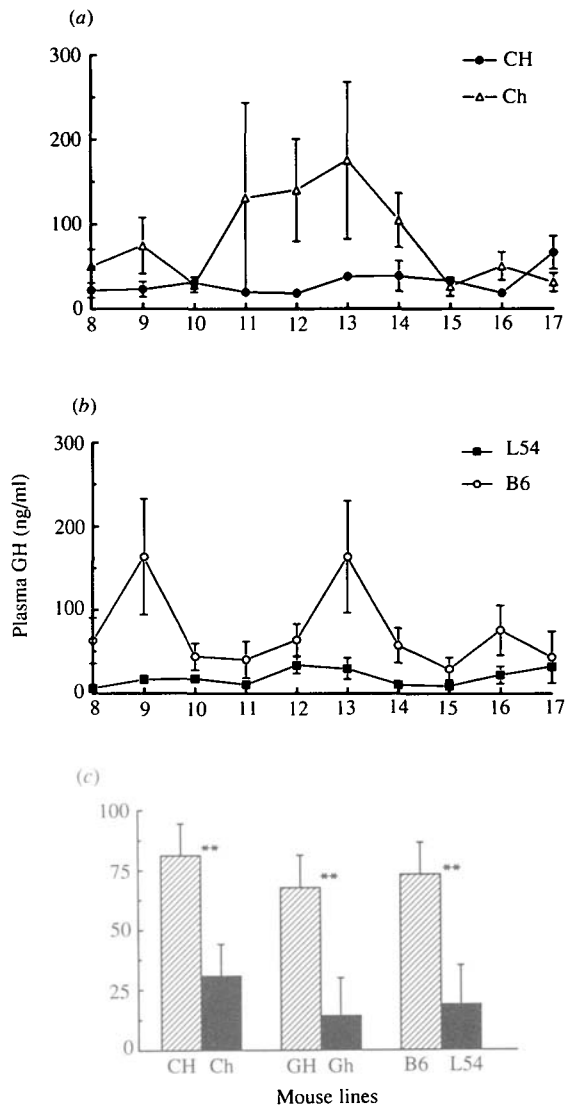 (a)
300
CH
Ch
200
100
0
8 9 10 11 12 13 14 15 16 17
(b)
300
L54
B6
200
Plasma GH (ng/ml)
100
0
8 9 10 11 12 13 14 15 16 17
(c)
100
** ** **
75
50
25
0
CH Ch GH Gh B6 L54
Mouse lines